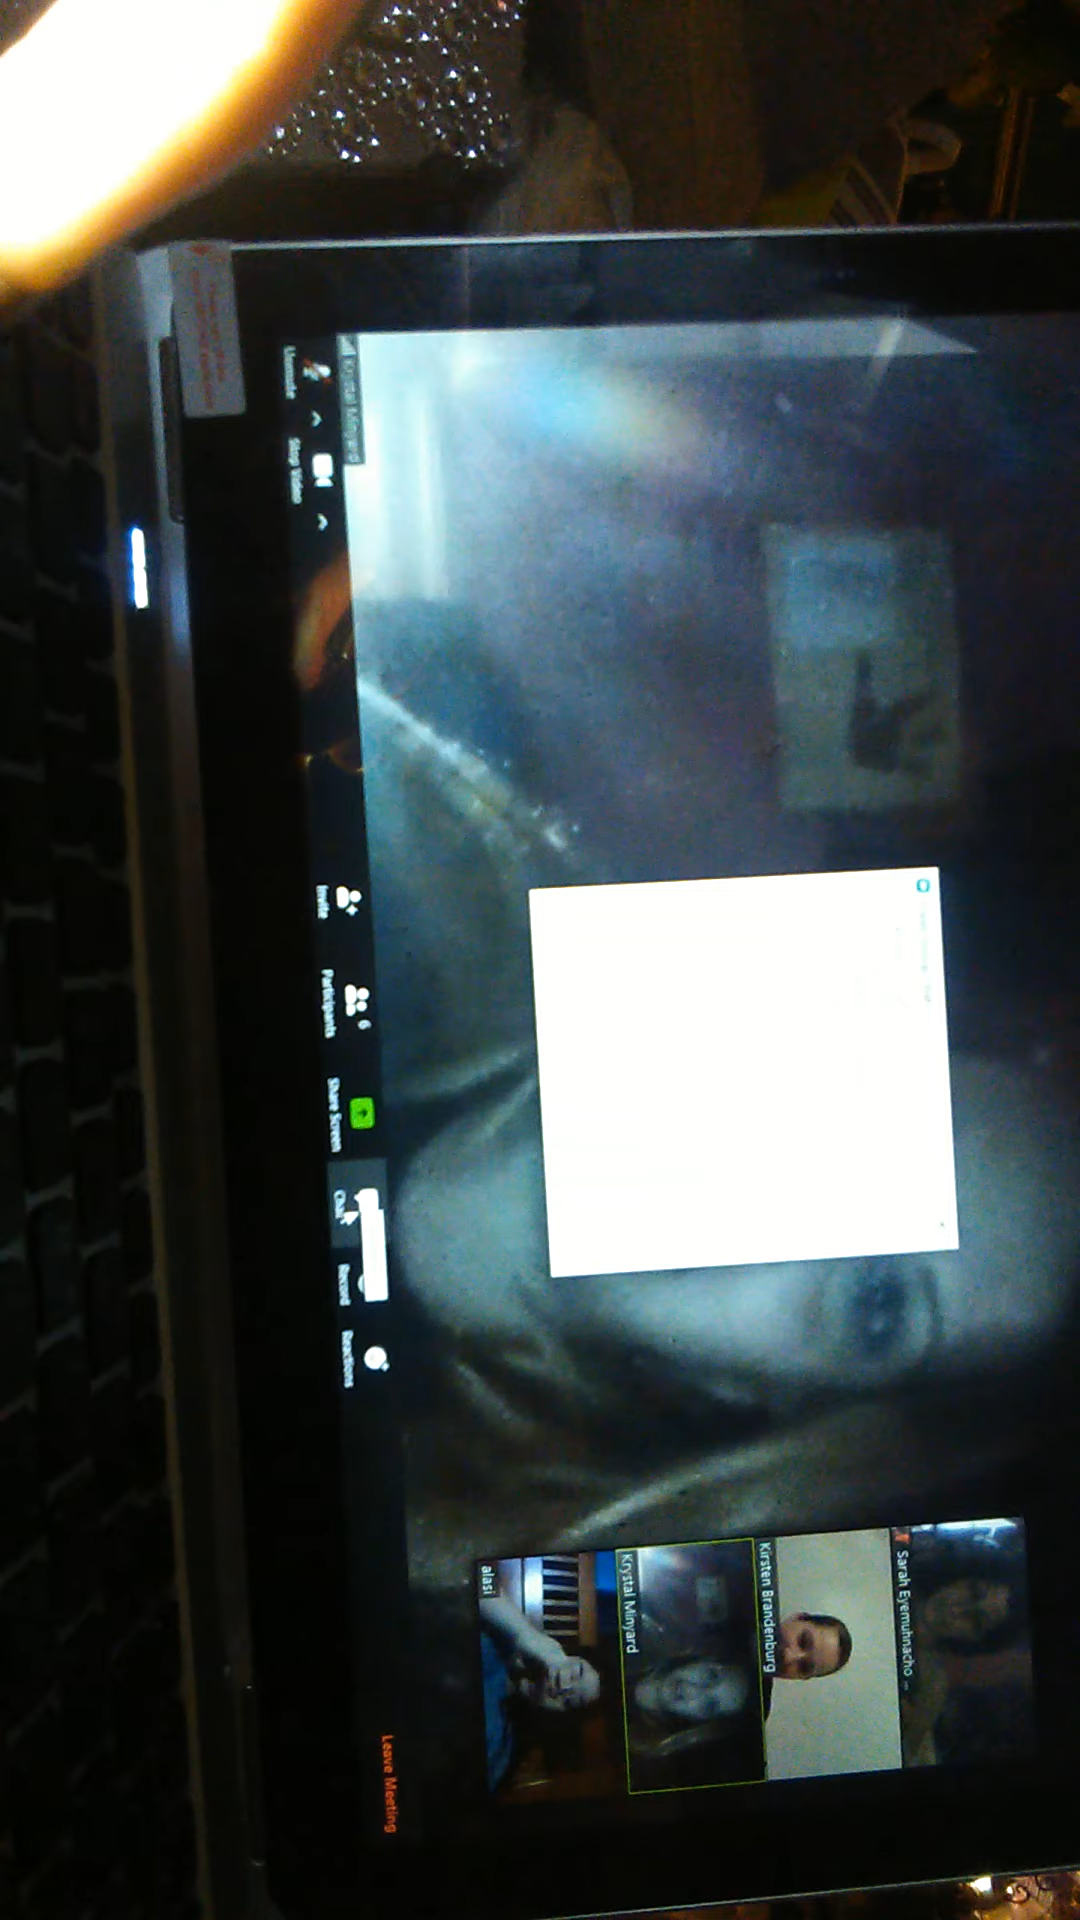 Sarah Eyemuhnacho ...
Kirsten Brandenburg
Krystal Minyard
alasi
Krystal Minyard
Unmute
Stop Video
Invite
6
Participants
Share Screen
Chat
Record
Reactions
Leave Meeting